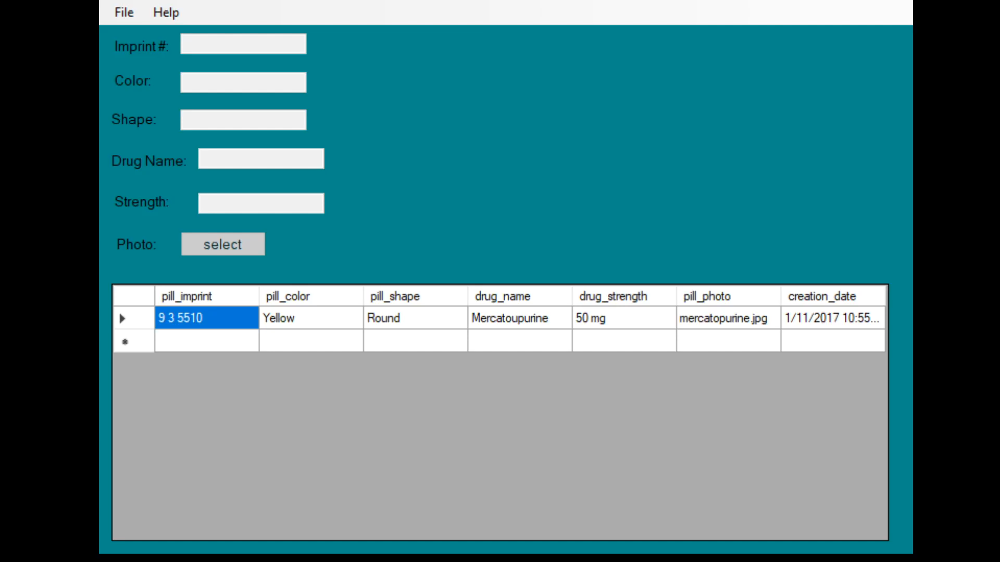 File Help
Imprint #:
Color:
Shape:
Drug Name:
Strength:
Photo: select
pill_imprint pill_color pill_shape drug_name drug_strength pill_photo creation_date
9 3 5510 Yellow Round Mercatoupurine 50 mg mercatopurine.jpg 1/11/2017 10:55...